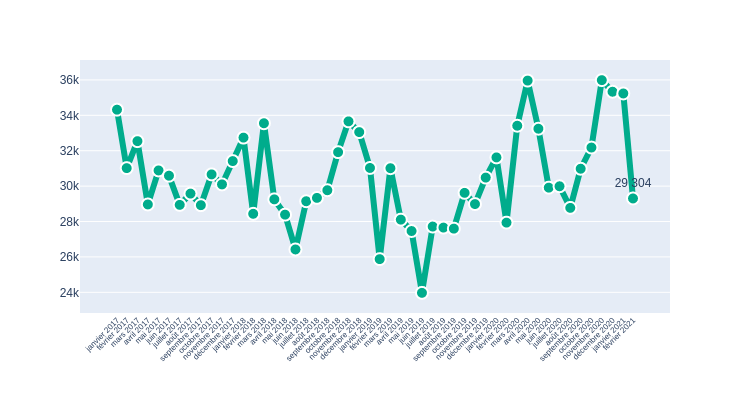 36k
34k
32k
30k
28k
26k
24k
29 304
janvier 2017
février 2017
mars 2017
avril 2017
mai 2017
juin 2017
juillet 2017
août 2017
septembre 2017
octobre 2017
novembre 2017
décembre 2017
janvier 2018
février 2018
mars 2018
avril 2018
mai 2018
juin 2018
juillet 2018
août 2018
septembre 2018
octobre 2018
novembre 2018
décembre 2018
janvier 2019
février 2019
mars 2019
avril 2019
mai 2019
juin 2019
juillet 2019
août 2019
septembre 2019
octobre 2019
novembre 2019
décembre 2019
janvier 2020
février 2020
mars 2020
avril 2020
mai 2020
juin 2020
juillet 2020
août 2020
septembre 2020
octobre 2020
novembre 2020
décembre 2020
janvier 2021
février 2021